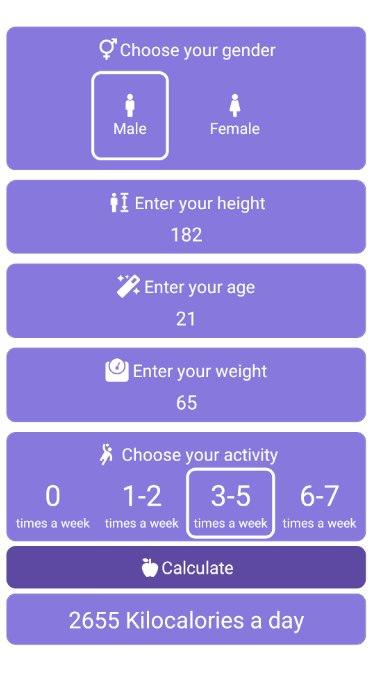 Choose your gender
Male Female
Enter your height
182
Enter your age
21
Enter your weight
65
Choose your activity
0 1-2 3-5 6-7
times a week times a week times a week times a week
Calculate
2655 Kilocalories a day